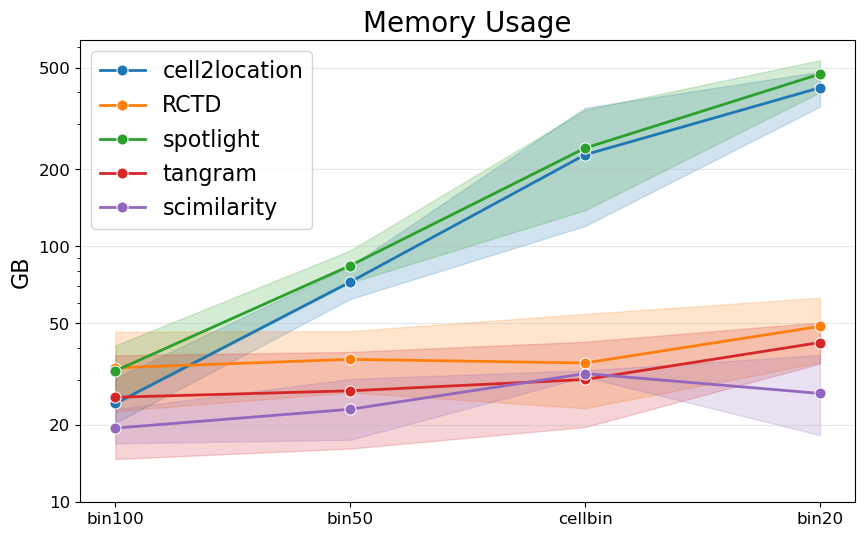 Memory Usage
500
200
100
50
20
10
GB
cell2location
RCTD
spotlight
tangram
scimilarity
bin100
bin50
cellbin
bin20